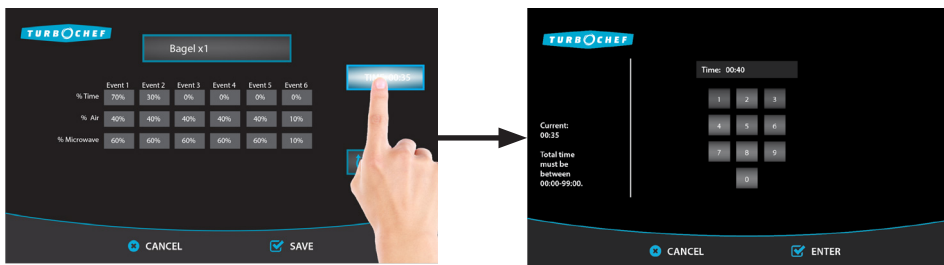 TURBOCHEF
Bagel x1
Event 1 Event 2 Event 3 Event 4 Event 5 Event 6
% Time 70% 30% 0% 0% 0% 0%
% Air 40% 40% 40% 40% 40% 10%
% Microwave 60% 60% 60% 60% 60% 10%
CANCEL SAVE
TURBOCHEF
Time: 00:40
1 2 3
4 5 6
7 8 9
0
Current:
00:35
Total time
must be
between
00:00-99:00.
CANCEL ENTER